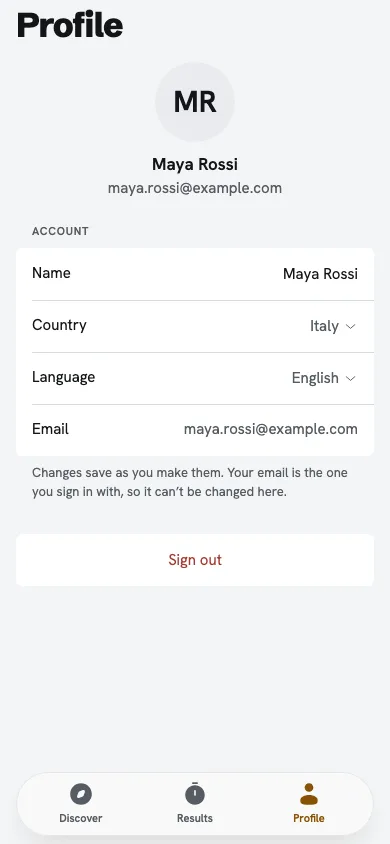 Profile
MR
Maya Rossi
maya.rossi@example.com
ACCOUNT
Name Maya Rossi
Country Italy
Language English
Email maya.rossi@example.com
Changes save as you make them. Your email is the one
you sign in with, so it can’t be changed here.
Sign out
Discover Results Profile